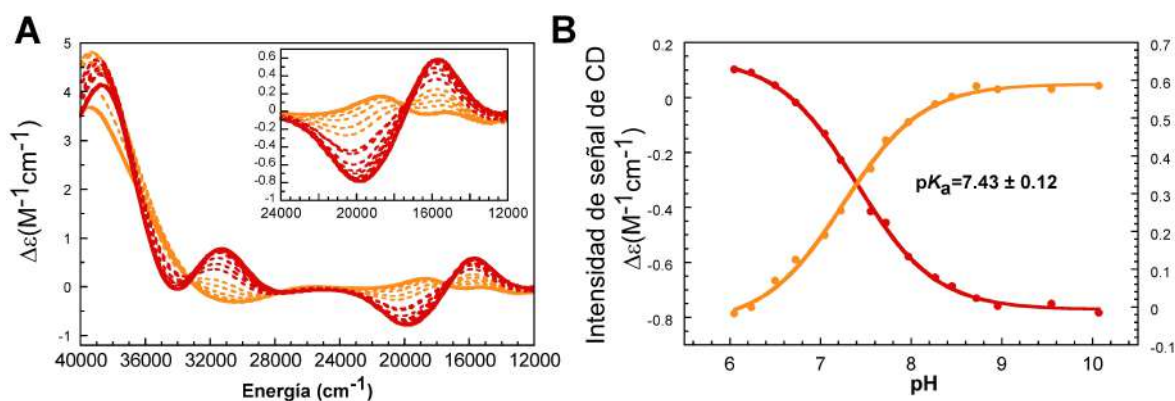 A
5
4
3
2
1
0
-1
40000 36000 32000 28000 24000 20000 16000 12000
Δε(M⁻¹cm⁻¹)
Energía (cm⁻¹)
0.6
0.4
0.2
0
-0.2
-0.4
-0.6
-0.8
-1
24000 20000 16000 12000
B
Intensidad de señal de CD
Δε(M⁻¹cm⁻¹)
0.2
0
-0.2
-0.4
-0.6
-0.8
pKa=7.43 ± 0.12
0.7
0.6
0.5
0.4
0.3
0.2
0.1
0
-0.1
6 7 8 9 10
pH